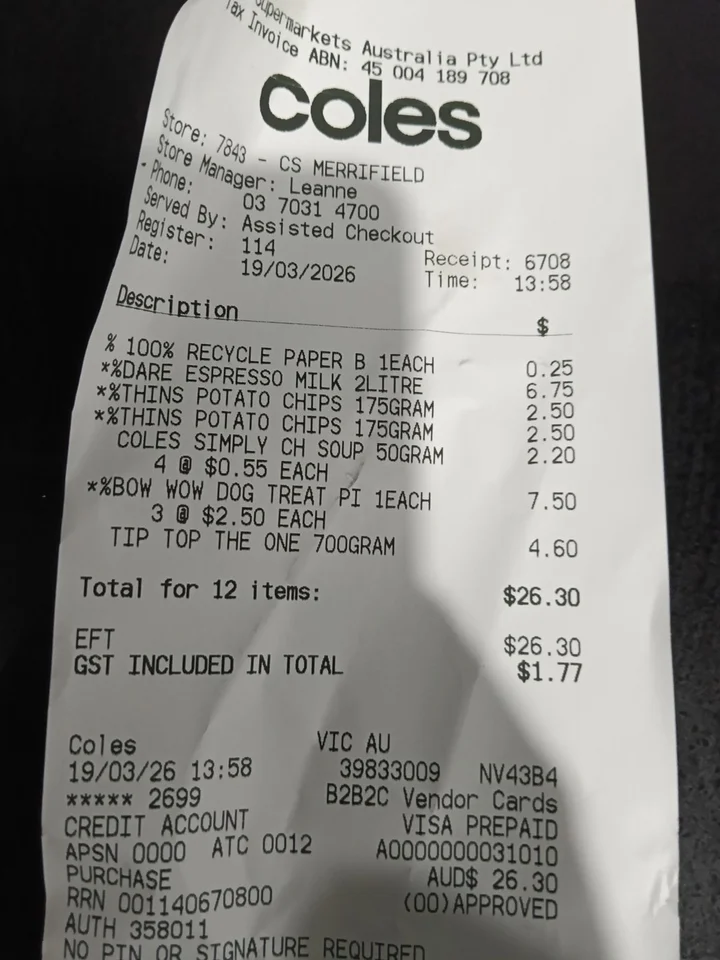 Supermarkets Australia Pty Ltd
Tax Invoice ABN: 45 004 189 708
coles
Store: 7843 - CS MERRIFIELD
Store Manager: Leanne
Phone: 03 7031 4700
Served By: Assisted Checkout
Register: 114 Receipt: 6708
Date: 19/03/2026 Time: 13:58
Description $
% 100% RECYCLE PAPER B 1EACH 0.25
*%DARE ESPRESSO MILK 2LITRE 6.75
*%THINS POTATO CHIPS 175GRAM 2.50
*%THINS POTATO CHIPS 175GRAM 2.50
COLES SIMPLY CH SOUP 50GRAM 2.20
4 @ $0.55 EACH
*%BOW WOW DOG TREAT PI 1EACH 7.50
3 @ $2.50 EACH
TIP TOP THE ONE 700GRAM 4.60
Total for 12 items: $26.30
EFT $26.30
GST INCLUDED IN TOTAL $1.77
Coles VIC AU
19/03/26 13:58 39833009 NV43B4
***** 2699 B2B2C Vendor Cards
CREDIT ACCOUNT VISA PREPAID
APSN 0000 ATC 0012 A0000000031010
PURCHASE AUD$ 26.30
RRN 001140670800 (00)APPROVED
AUTH 358011
NO PIN OR SIGNATURE REQUIRED